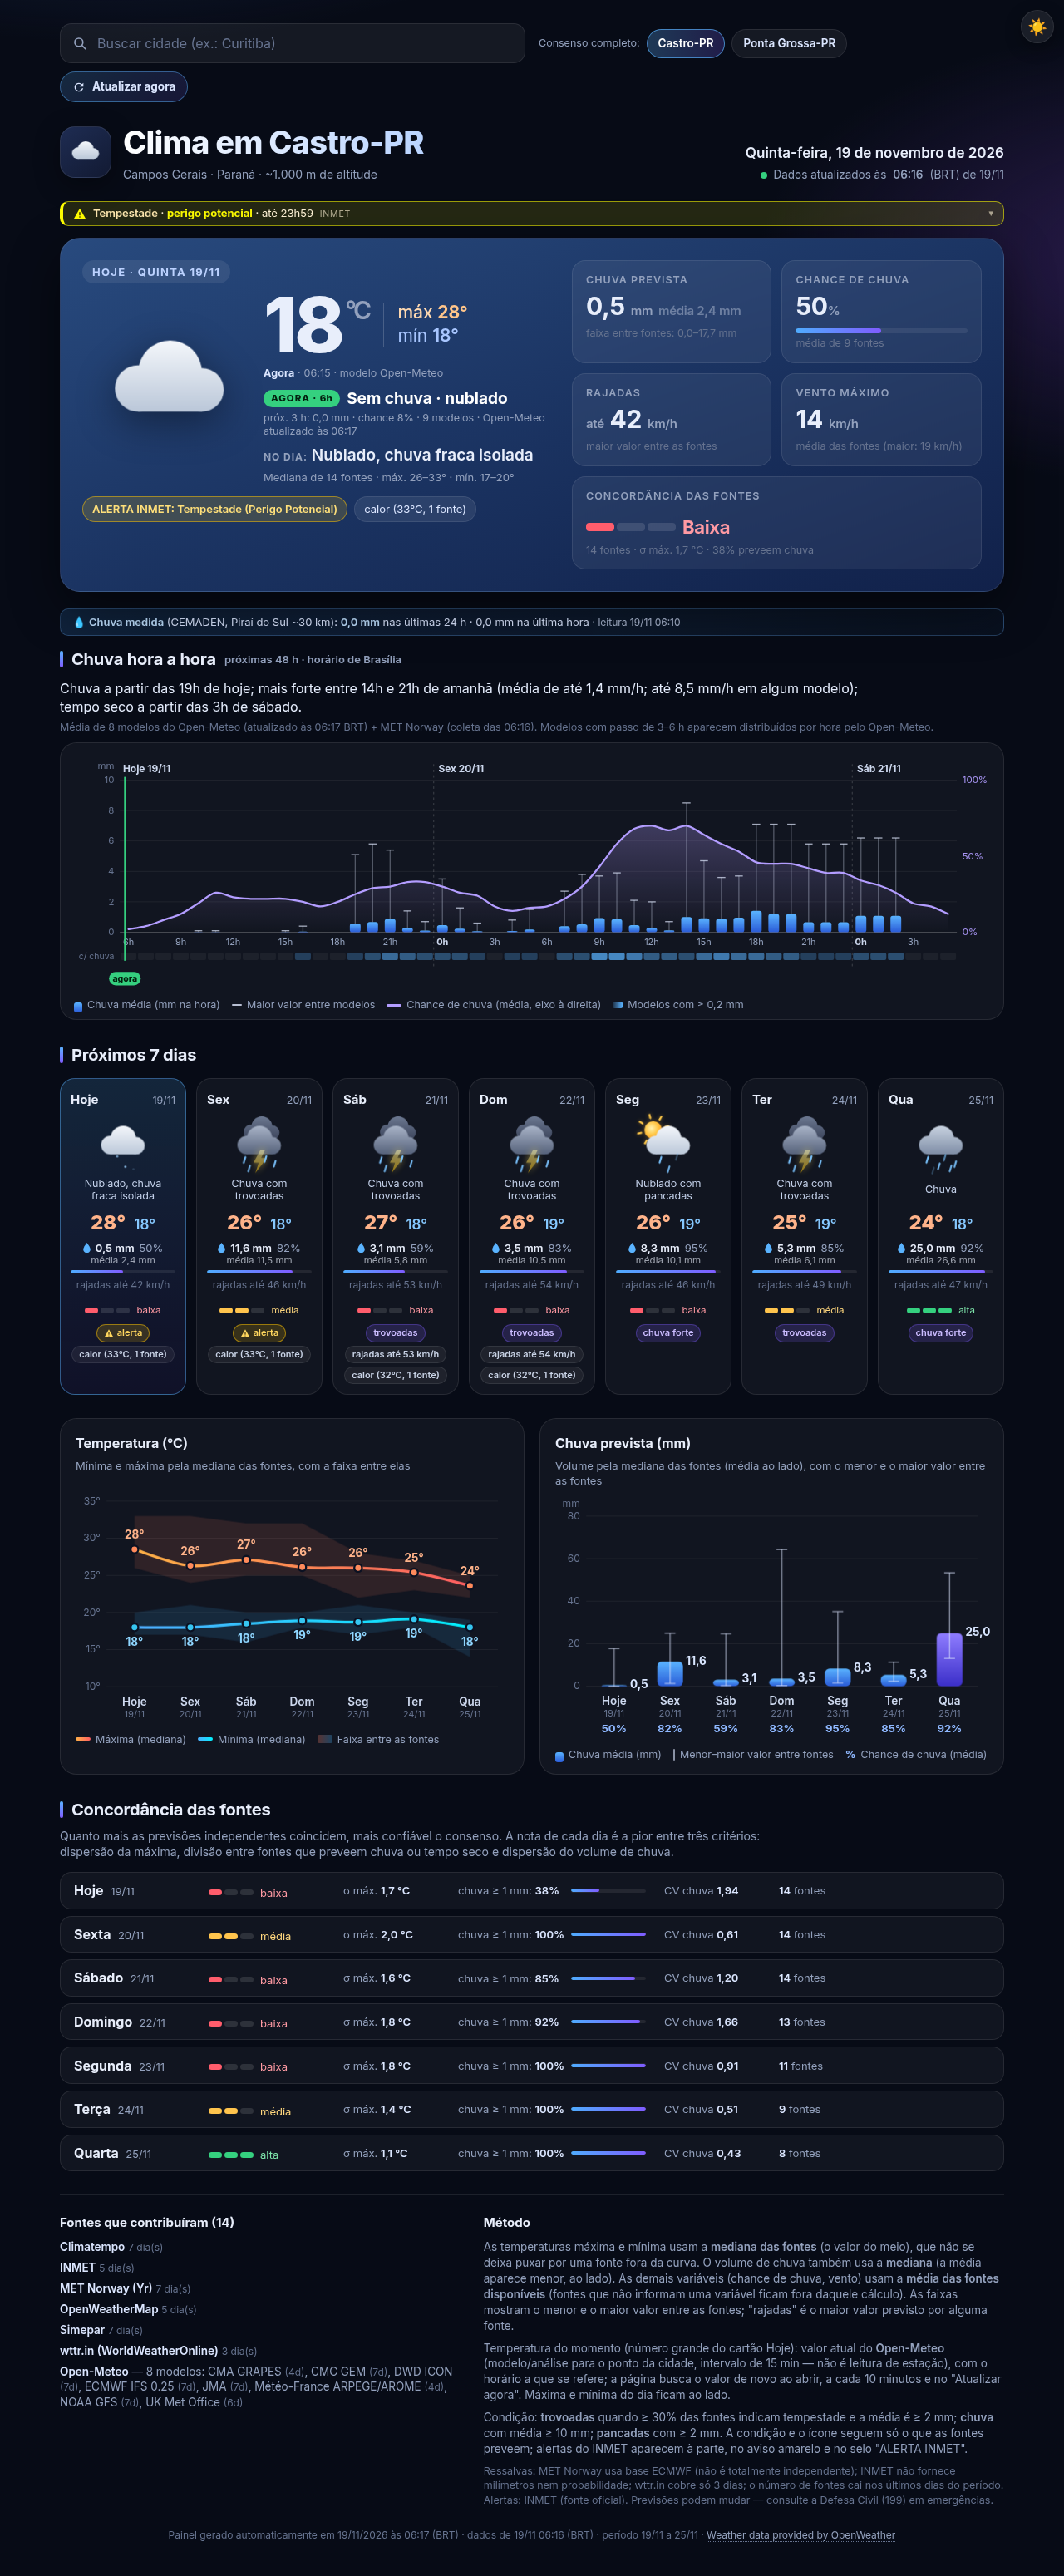 Buscar cidade (ex.: Curitiba)
Consenso completo:
Castro-PR
Ponta Grossa-PR
Atualizar agora
Clima em Castro-PR
Campos Gerais · Paraná · ~1.000 m de altitude
Quinta-feira, 19 de novembro de 2026
Dados atualizados às 06:16 (BRT) de 19/11
Tempestade · perigo potencial · até 23h59 INMET
HOJE · QUINTA 19/11
18°C
máx 28°
mín 18°
Agora · 06:15 · modelo Open-Meteo
AGORA · 6h Sem chuva · nublado
próx. 3 h: 0,0 mm · chance 8% · 9 modelos · Open-Meteo
atualizado às 06:17
NO DIA: Nublado, chuva fraca isolada
Mediana de 14 fontes · máx. 26–33° · mín. 17–20°
ALERTA INMET: Tempestade (Perigo Potencial)
calor (33°C, 1 fonte)
CHUVA PREVISTA
0,5 mm média 2,4 mm
faixa entre fontes: 0,0–17,7 mm
CHANCE DE CHUVA
50%
média de 9 fontes
RAJADAS
até 42 km/h
maior valor entre as fontes
VENTO MÁXIMO
14 km/h
média das fontes (maior: 19 km/h)
CONCORDÂNCIA DAS FONTES
Baixa
14 fontes · σ máx. 1,7 °C · 38% preveem chuva
Chuva medida (CEMADEN, Piraí do Sul ~30 km): 0,0 mm nas últimas 24 h · 0,0 mm na última hora · leitura 19/11 06:10
Chuva hora a hora próximas 48 h · horário de Brasília
Chuva a partir das 19h de hoje; mais forte entre 14h e 21h de amanhã (média de até 1,4 mm/h; até 8,5 mm/h em algum modelo);
tempo seco a partir das 3h de sábado.
Média de 8 modelos do Open-Meteo (atualizado às 06:17 BRT) + MET Norway (coleta das 06:16). Modelos com passo de 3–6 h aparecem distribuídos por hora pelo Open-Meteo.
mm Hoje 19/11 Sex 20/11 Sáb 21/11
10 100%
8
6
50%
4
2
0 0%
6h 9h 12h 15h 18h 21h 0h 3h 6h 9h 12h 15h 18h 21h 0h 3h
c/ chuva
agora
Chuva média (mm na hora) Maior valor entre modelos Chance de chuva (média, eixo à direita) Modelos com ≥ 0,2 mm
Próximos 7 dias
Hoje 19/11
Nublado, chuva
fraca isolada
28° 18°
0,5 mm 50%
média 2,4 mm
rajadas até 42 km/h
baixa
alerta
calor (33°C, 1 fonte)
Sex 20/11
Chuva com
trovoadas
26° 18°
11,6 mm 82%
média 11,5 mm
rajadas até 46 km/h
média
alerta
calor (33°C, 1 fonte)
Sáb 21/11
Chuva com
trovoadas
27° 18°
3,1 mm 59%
média 5,8 mm
rajadas até 53 km/h
baixa
trovoadas
rajadas até 53 km/h
calor (32°C, 1 fonte)
Dom 22/11
Chuva com
trovoadas
26° 19°
3,5 mm 83%
média 10,5 mm
rajadas até 54 km/h
baixa
trovoadas
rajadas até 54 km/h
calor (32°C, 1 fonte)
Seg 23/11
Nublado com
pancadas
26° 19°
8,3 mm 95%
média 10,1 mm
rajadas até 46 km/h
baixa
chuva forte
Ter 24/11
Chuva com
trovoadas
25° 19°
5,3 mm 85%
média 6,1 mm
rajadas até 49 km/h
média
trovoadas
Qua 25/11
Chuva
24° 18°
25,0 mm 92%
média 26,6 mm
rajadas até 47 km/h
alta
chuva forte
Temperatura (°C)
Mínima e máxima pela mediana das fontes, com a faixa entre elas
35°
30°
25°
20°
15°
10°
28° 26° 27° 26° 26° 25° 24°
18° 18° 18° 19° 19° 19° 18°
Hoje Sex Sáb Dom Seg Ter Qua
19/11 20/11 21/11 22/11 23/11 24/11 25/11
Máxima (mediana) Mínima (mediana) Faixa entre as fontes
Chuva prevista (mm)
Volume pela mediana das fontes (média ao lado), com o menor e o maior valor entre
as fontes
mm
80
60
40
20
0
0,5 11,6 3,1 3,5 8,3 5,3 25,0
Hoje Sex Sáb Dom Seg Ter Qua
19/11 20/11 21/11 22/11 23/11 24/11 25/11
50% 82% 59% 83% 95% 85% 92%
Chuva média (mm) Menor–maior valor entre fontes % Chance de chuva (média)
Concordância das fontes
Quanto mais as previsões independentes coincidem, mais confiável o consenso. A nota de cada dia é a pior entre três critérios:
dispersão da máxima, divisão entre fontes que preveem chuva ou tempo seco e dispersão do volume de chuva.
Hoje 19/11 baixa σ máx. 1,7 °C chuva ≥ 1 mm: 38% CV chuva 1,94 14 fontes
Sexta 20/11 média σ máx. 2,0 °C chuva ≥ 1 mm: 100% CV chuva 0,61 14 fontes
Sábado 21/11 baixa σ máx. 1,6 °C chuva ≥ 1 mm: 85% CV chuva 1,20 14 fontes
Domingo 22/11 baixa σ máx. 1,8 °C chuva ≥ 1 mm: 92% CV chuva 1,66 13 fontes
Segunda 23/11 baixa σ máx. 1,8 °C chuva ≥ 1 mm: 100% CV chuva 0,91 11 fontes
Terça 24/11 média σ máx. 1,4 °C chuva ≥ 1 mm: 100% CV chuva 0,51 9 fontes
Quarta 25/11 alta σ máx. 1,1 °C chuva ≥ 1 mm: 100% CV chuva 0,43 8 fontes
Fontes que contribuíram (14)
Climatempo 7 dia(s)
INMET 5 dia(s)
MET Norway (Yr) 7 dia(s)
OpenWeatherMap 5 dia(s)
Simepar 7 dia(s)
wttr.in (WorldWeatherOnline) 3 dia(s)
Open-Meteo — 8 modelos: CMA GRAPES (4d), CMC GEM (7d), DWD ICON
(7d), ECMWF IFS 0.25 (7d), JMA (7d), Météo-France ARPEGE/AROME (4d),
NOAA GFS (7d), UK Met Office (6d)
Método
As temperaturas máxima e mínima usam a mediana das fontes (o valor do meio), que não se
deixa puxar por uma fonte fora da curva. O volume de chuva também usa a mediana (a média
aparece menor, ao lado). As demais variáveis (chance de chuva, vento) usam a média das fontes
disponíveis (fontes que não informam uma variável ficam fora daquele cálculo). As faixas
mostram o menor e o maior valor entre as fontes; "rajadas" é o maior valor previsto por alguma
fonte.
Temperatura do momento (número grande do cartão Hoje): valor atual do Open-Meteo
(modelo/análise para o ponto da cidade, intervalo de 15 min — não é leitura de estação), com o
horário a que se refere; a página busca o valor de novo ao abrir, a cada 10 minutos e no "Atualizar
agora". Máxima e mínima do dia ficam ao lado.
Condição: trovoadas quando ≥ 30% das fontes indicam tempestade e a média é ≥ 2 mm; chuva
com média ≥ 10 mm; pancadas com ≥ 2 mm. A condição e o ícone seguem só o que as fontes
preveem; alertas do INMET aparecem à parte, no aviso amarelo e no selo "ALERTA INMET".
Ressalvas: MET Norway usa base ECMWF (não é totalmente independente); INMET não fornece
milímetros nem probabilidade; wttr.in cobre só 3 dias; o número de fontes cai nos últimos dias do período.
Alertas: INMET (fonte oficial). Previsões podem mudar — consulte a Defesa Civil (199) em emergências.
Painel gerado automaticamente em 19/11/2026 às 06:17 (BRT) · dados de 19/11 06:16 (BRT) · período 19/11 a 25/11 · Weather data provided by OpenWeather